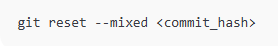 git reset --mixed <commit_hash>